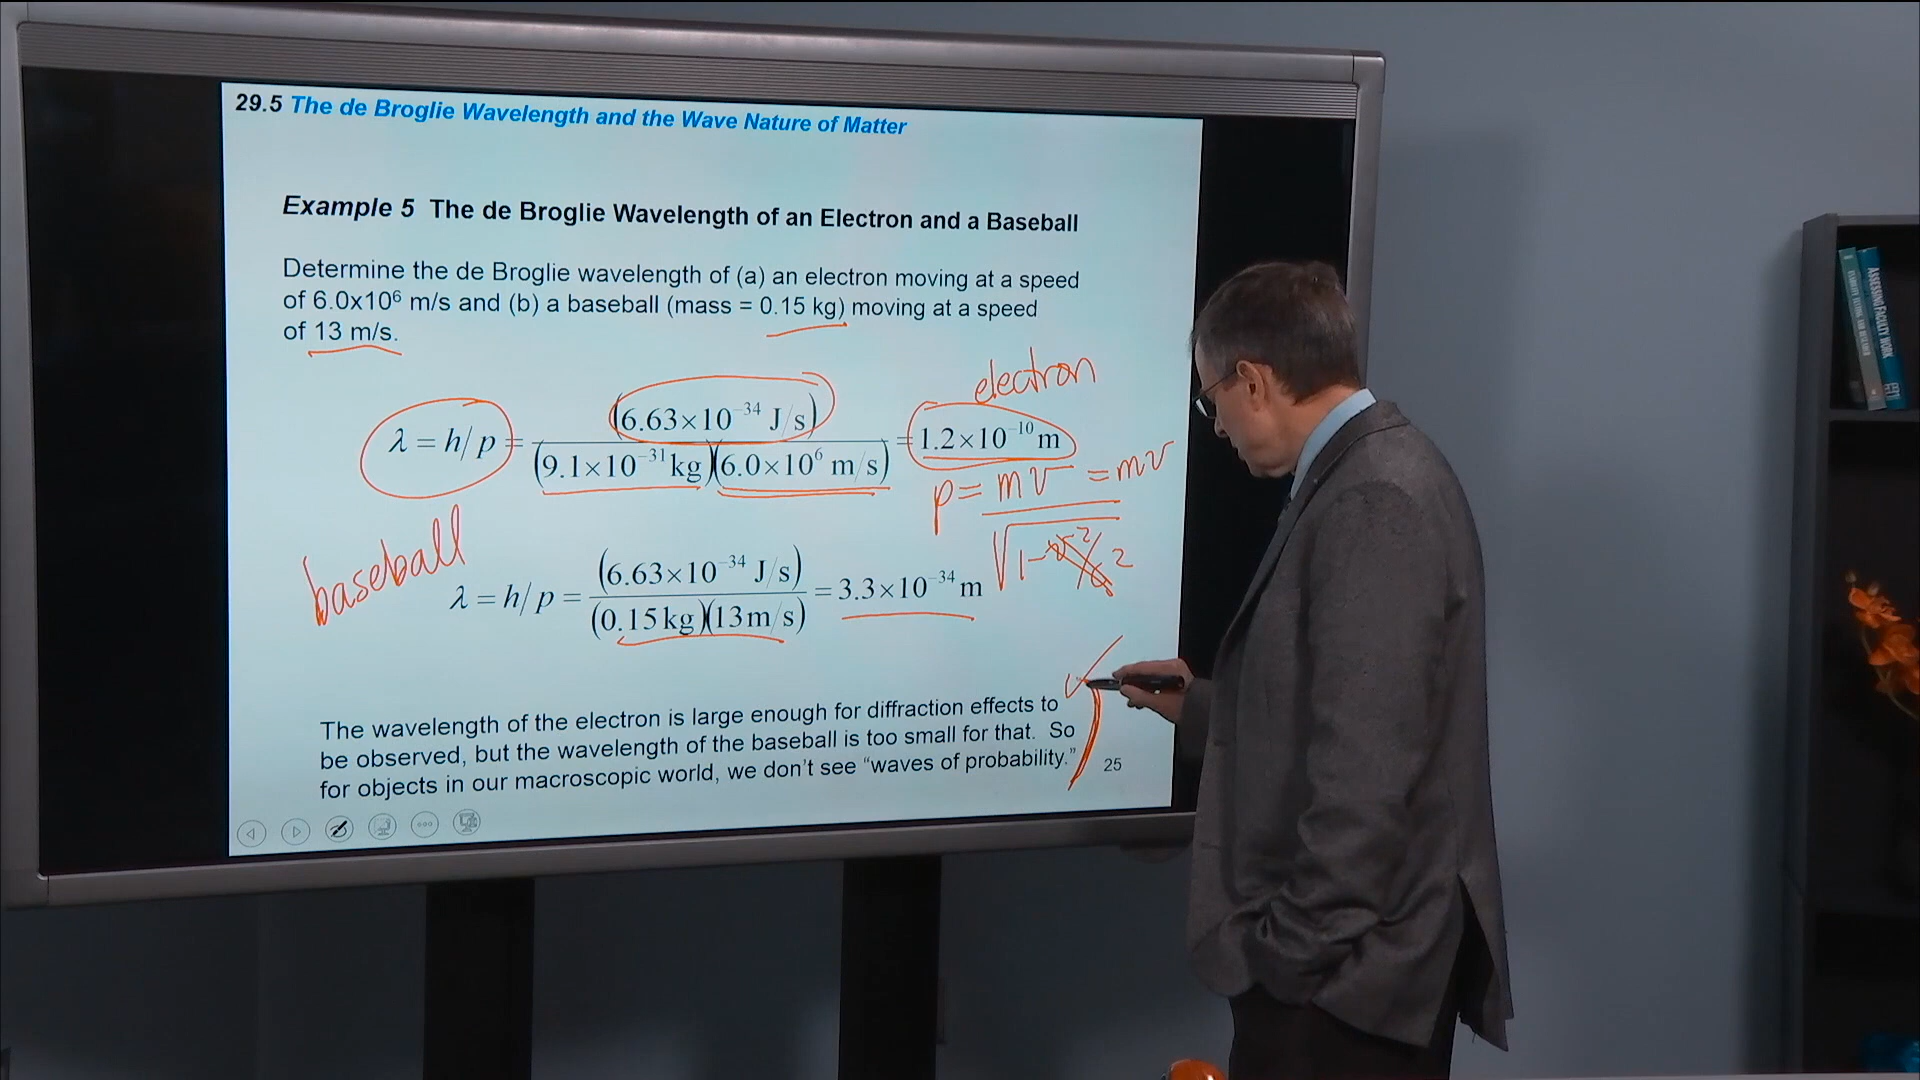 29.5 The de Broglie Wavelength and the Wave Nature of Matter
Example 5 The de Broglie Wavelength of an Electron and a Baseball
Determine the de Broglie wavelength of (a) an electron moving at a speed
of 6.0x10⁶ m/s and (b) a baseball (mass = 0.15 kg) moving at a speed
of 13 m/s.
electron
λ = h/p = (6.63×10⁻³⁴ J/s) / (9.1×10⁻³¹ kg)(6.0×10⁶ m/s) = 1.2×10⁻¹⁰ m
p = mv / √1-v²/c² = mv
baseball
λ = h/p = (6.63×10⁻³⁴ J/s) / (0.15 kg)(13 m/s) = 3.3×10⁻³⁴ m
The wavelength of the electron is large enough for diffraction effects to
be observed, but the wavelength of the baseball is too small for that. So
for objects in our macroscopic world, we don't see “waves of probability.”
25
ASSESSING FACULTY WORK